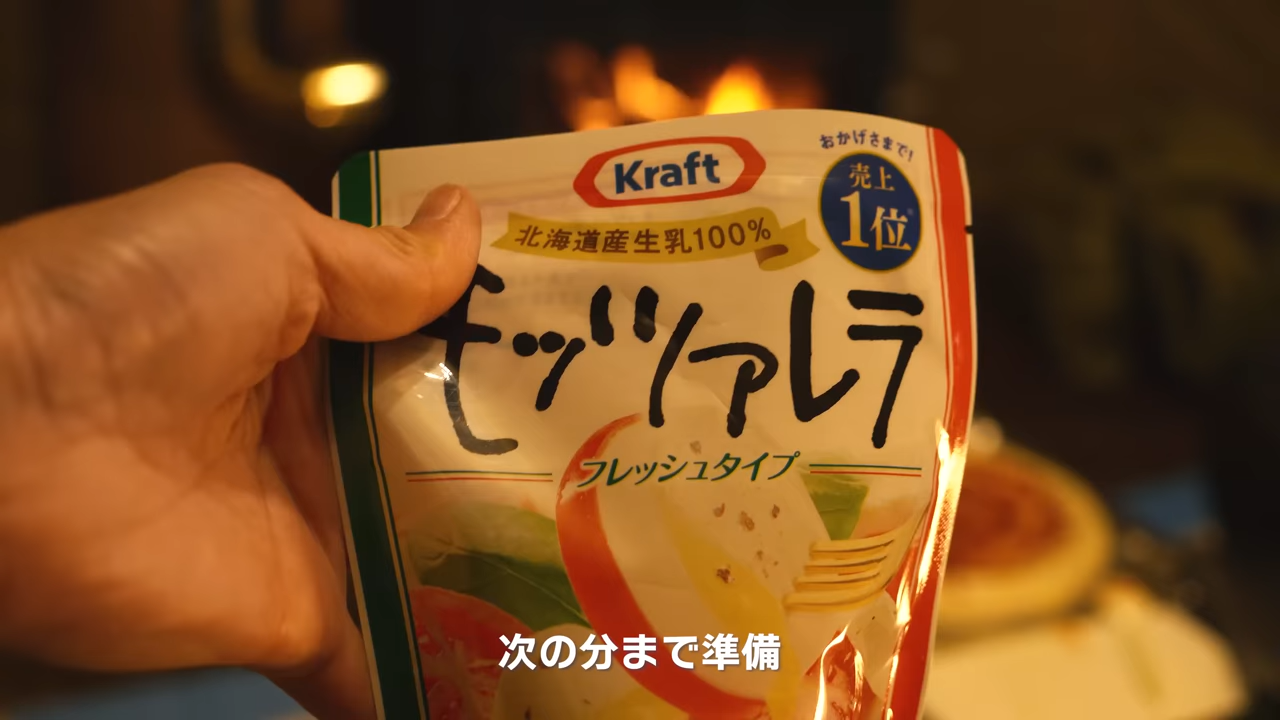 Kraft
おかげさまで!
売上
1位
北海道産生乳100%
モッツァレラ
フレッシュタイプ
次の分まで準備